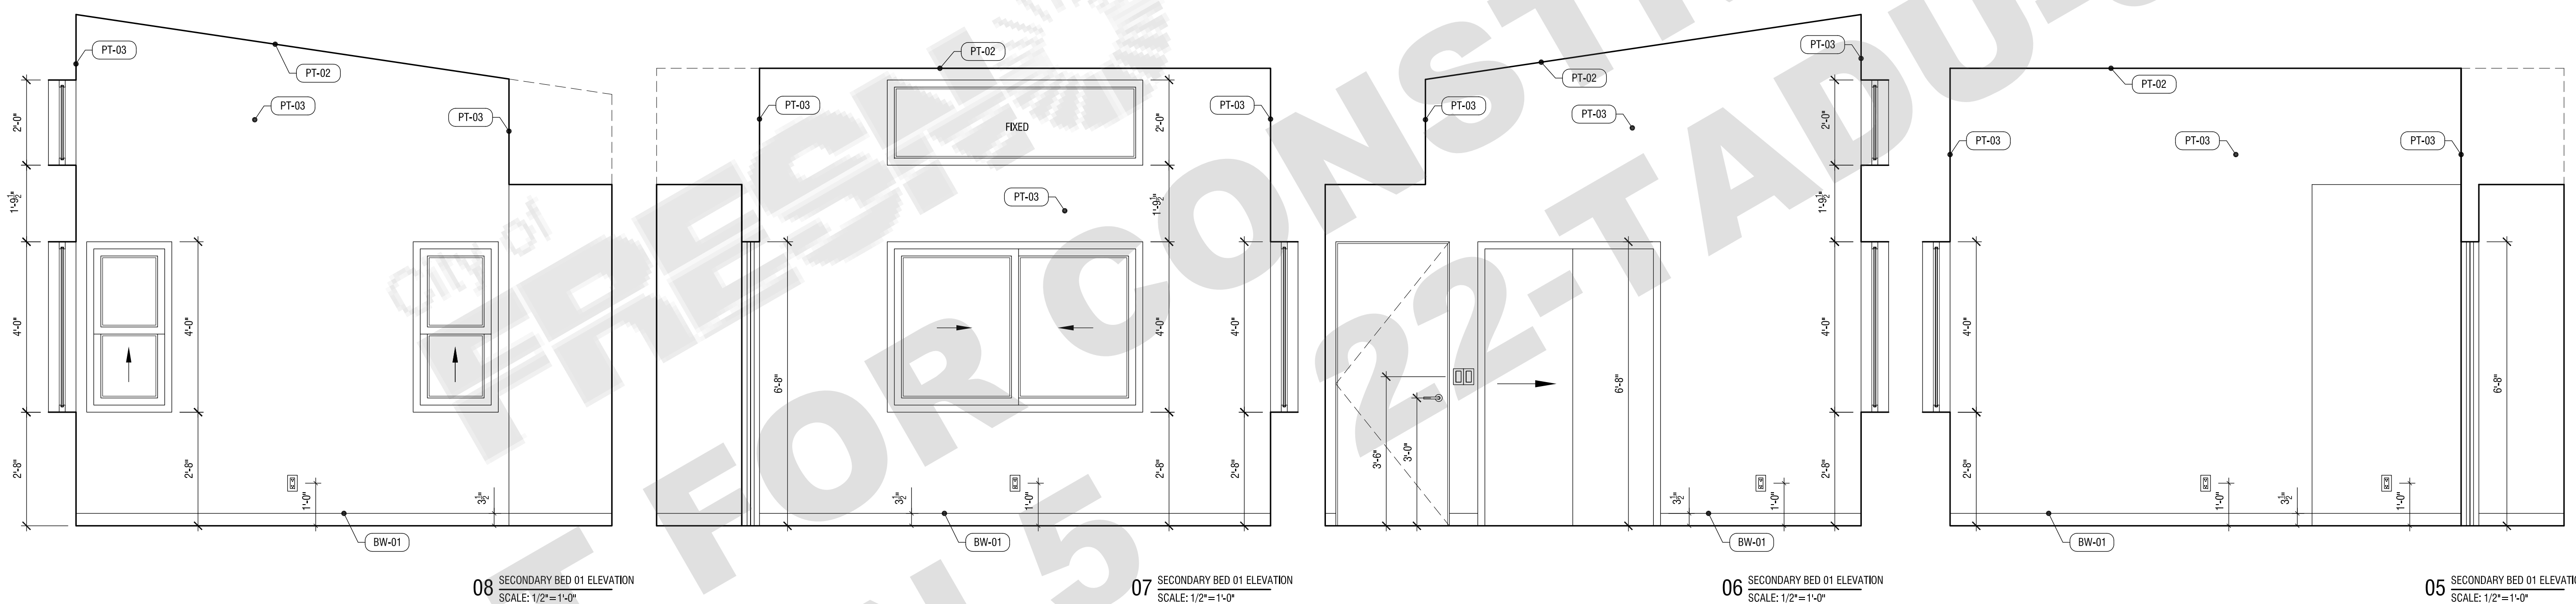 PT-03
PT-02
PT-03
PT-03
2'-0"
1'-9½"
4'-0"
2'-8"
4'-0"
2'-8"
1'-0"
3½"
BW-01
08 SECONDARY BED 01 ELEVATION
SCALE: 1/2"=1'-0"
PT-02
PT-03
PT-03
FIXED
PT-03
2'-0"
1'-9½"
4'-0"
2'-8"
4'-0"
2'-8"
6'-8"
3½"
1'-0"
BW-01
07 SECONDARY BED 01 ELEVATION
SCALE: 1/2"=1'-0"
PT-03
PT-02
PT-03
PT-03
2'-0"
1'-9½"
4'-0"
2'-8"
6'-8"
3'-6"
3'-0"
3½"
1'-0"
BW-01
06 SECONDARY BED 01 ELEVATION
SCALE: 1/2"=1'-0"
PT-02
PT-03
PT-03
PT-03
4'-0"
2'-8"
6'-8"
1'-0"
3½"
1'-0"
BW-01
05 SECONDARY BED 01 ELEVATI
SCALE: 1/2"=1'-0"
city of
FRESNO
FOR CONST
22-TADU-
5